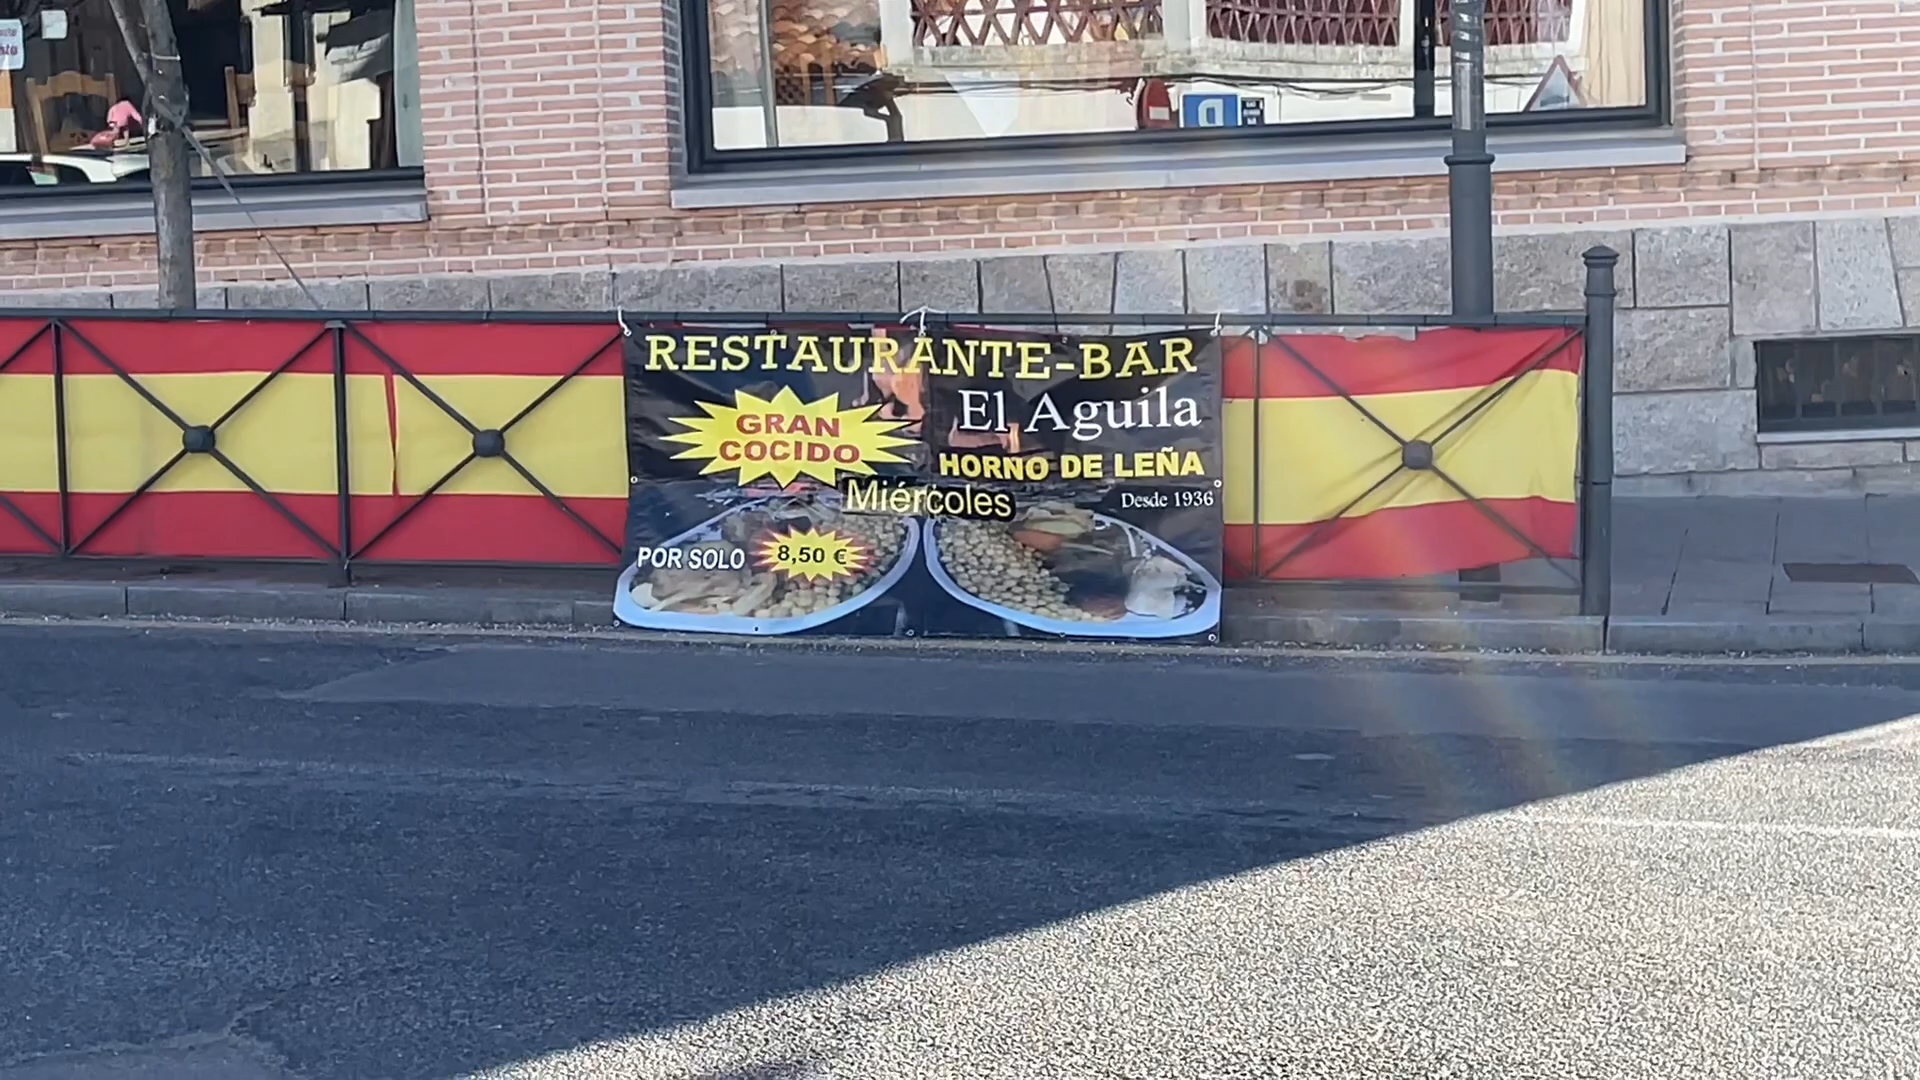 RESTAURANTE-BAR
El Aguila
GRAN
COCIDO
HORNO DE LEÑA
Miércoles
Desde 1936
POR SOLO 8,50 €